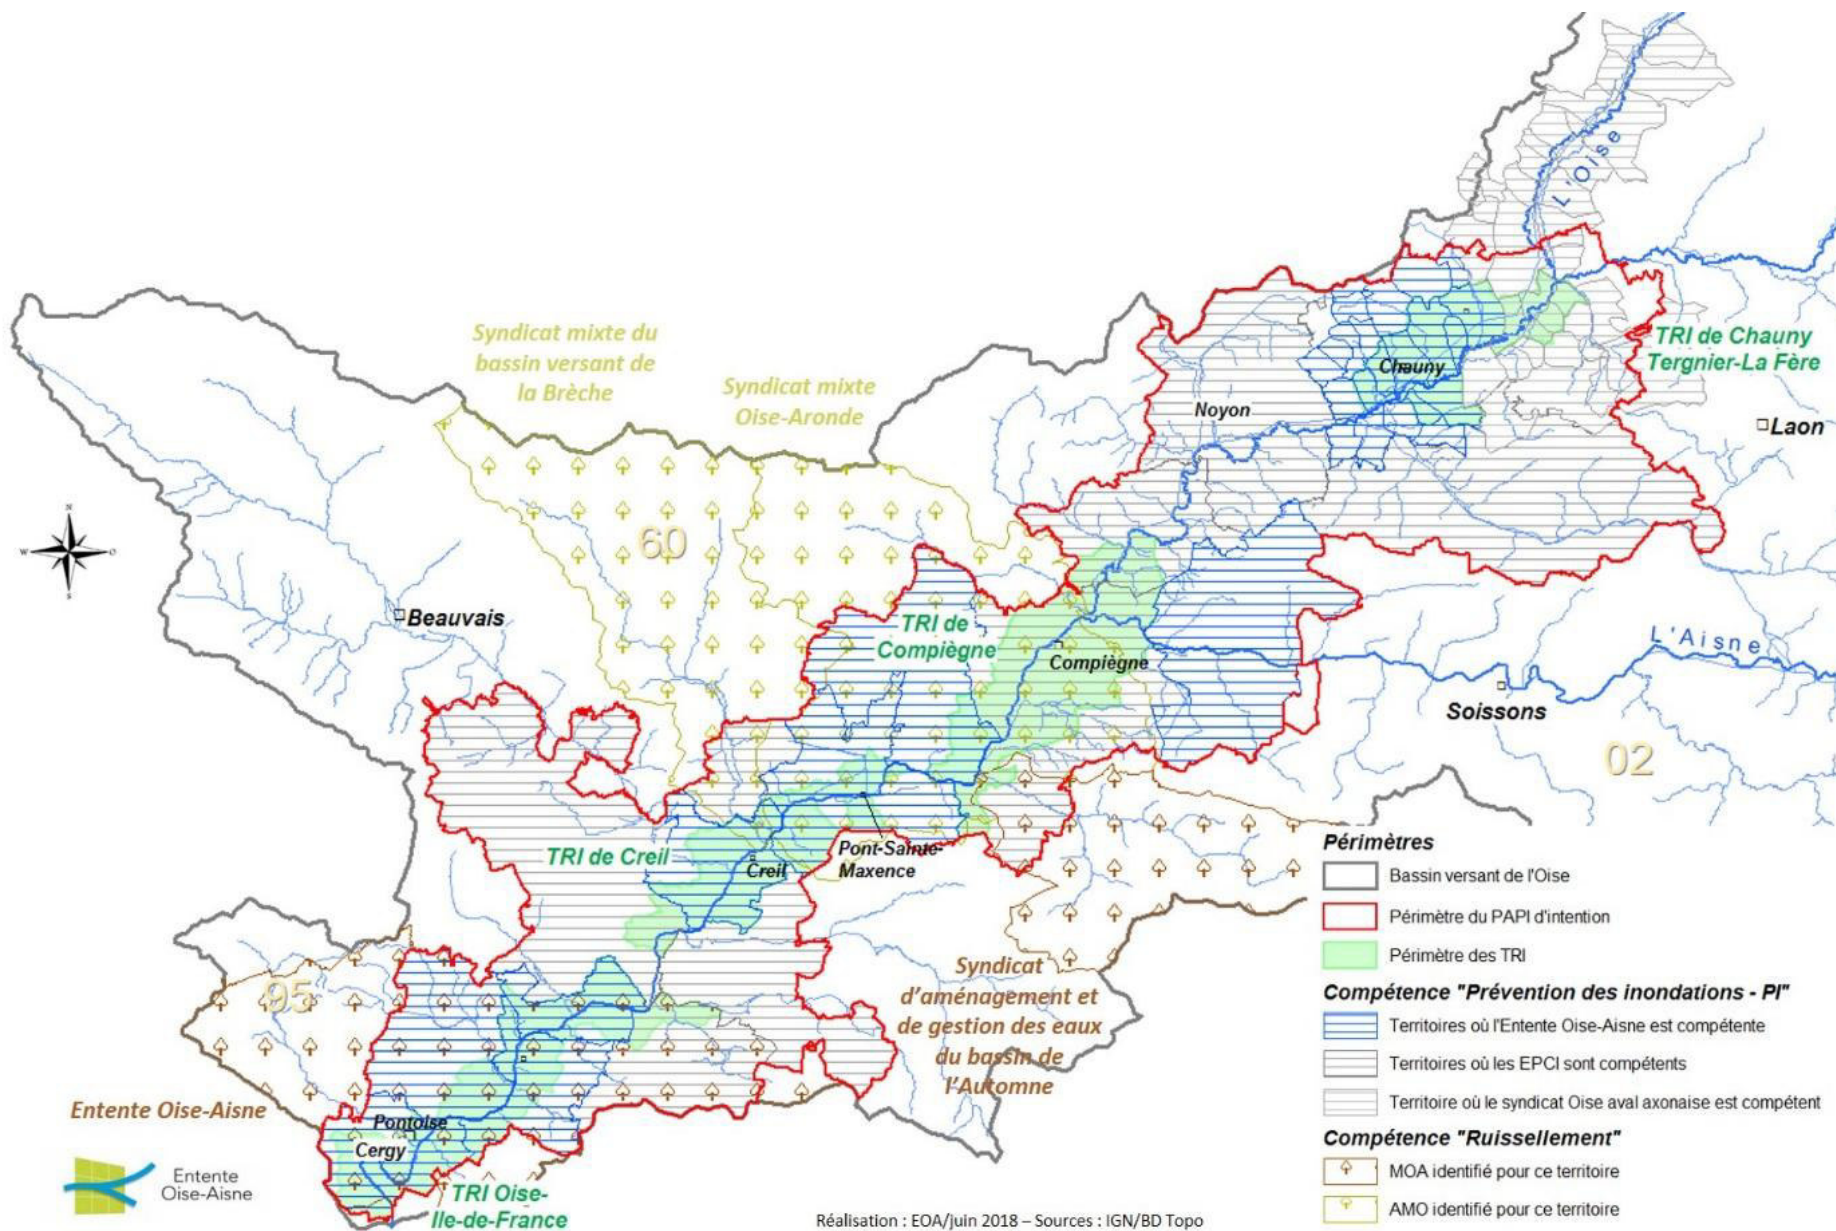 L'Oise
Syndicat mixte du
bassin versant de
la Brèche
Syndicat mixte
Oise-Aronde
TRI de Chauny
Tergnier-La Fère
Chauny
Noyon
Laon
60
N
W
O
S
Beauvais
TRI de
Compiègne
Compiègne
L'Aisne
Soissons
02
TRI de Creil
Creil
Pont-Sainte-
Maxence
95
Syndicat
d'aménagement et
de gestion des eaux
du bassin de
l'Automne
Entente Oise-Aisne
Pontoise
Cergy
TRI Oise-
Ile-de-France
Entente
Oise-Aisne
Périmètres
Bassin versant de l'Oise
Périmètre du PAPI d'intention
Périmètre des TRI
Compétence "Prévention des inondations - PI"
Territoires où l'Entente Oise-Aisne est compétente
Territoires où les EPCI sont compétents
Territoire où le syndicat Oise aval axonaise est compétent
Compétence "Ruissellement"
MOA identifié pour ce territoire
AMO identifié pour ce territoire
Réalisation : EOA/juin 2018 – Sources : IGN/BD Topo